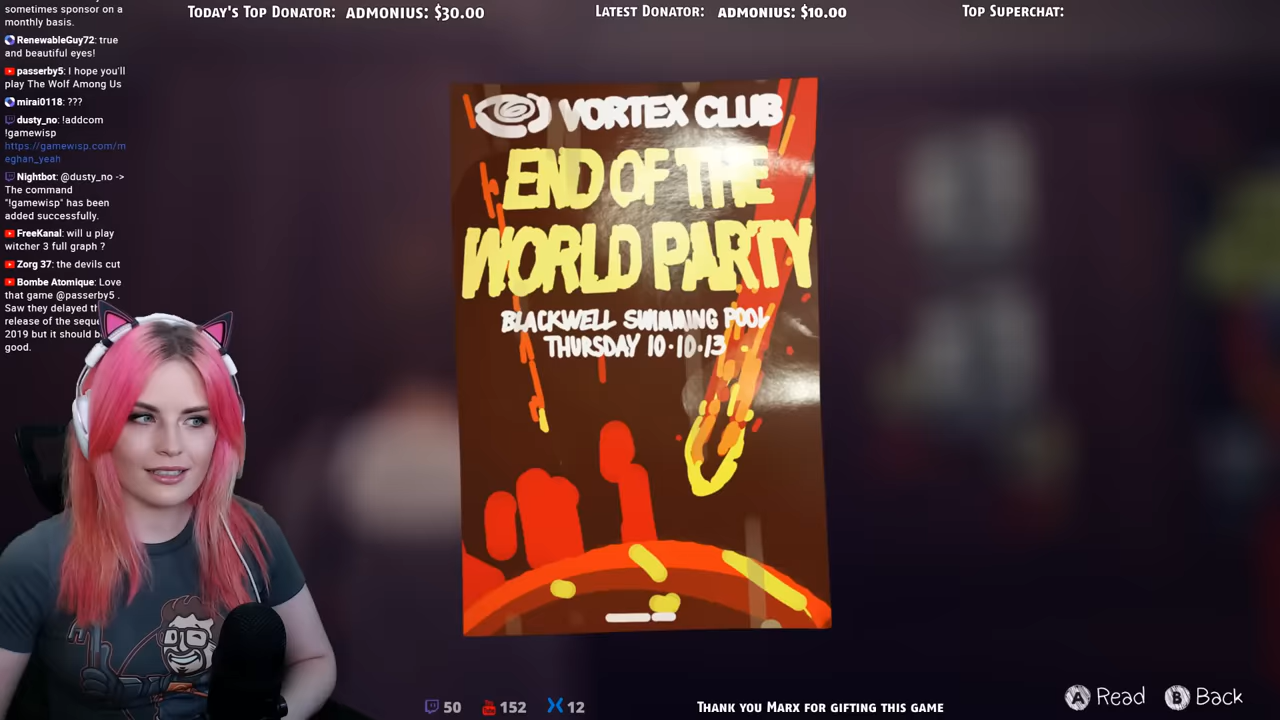 TODAY'S TOP DONATOR: ADMONIUS: $30.00
LATEST DONATOR: ADMONIUS: $10.00
TOP SUPERCHAT:
sometimes sponsor on a
monthly basis.
RenewableGuy72: true
and beautiful eyes!
passerby5: I hope you'll
play The Wolf Among Us
mirai0118: ???
dusty_no: !addcom
!gamewisp
https://gamewisp.com/m
eghan_yeah
Nightbot: @dusty_no ->
The command
"!gamewisp" has been
added successfully.
FreeKanal: will u play
witcher 3 full graph ?
Zorg 37: the devils cut
Bombe Atomique: Love
that game @passerby5 .
Saw they delayed th
release of the seque
2019 but it should b
good.
VORTEX CLUB
END OF THE
WORLD PARTY
BLACKWELL SWIMMING POOL
THURSDAY 10·10·13
50
152
12
THANK YOU MARX FOR GIFTING THIS GAME
A Read
B Back